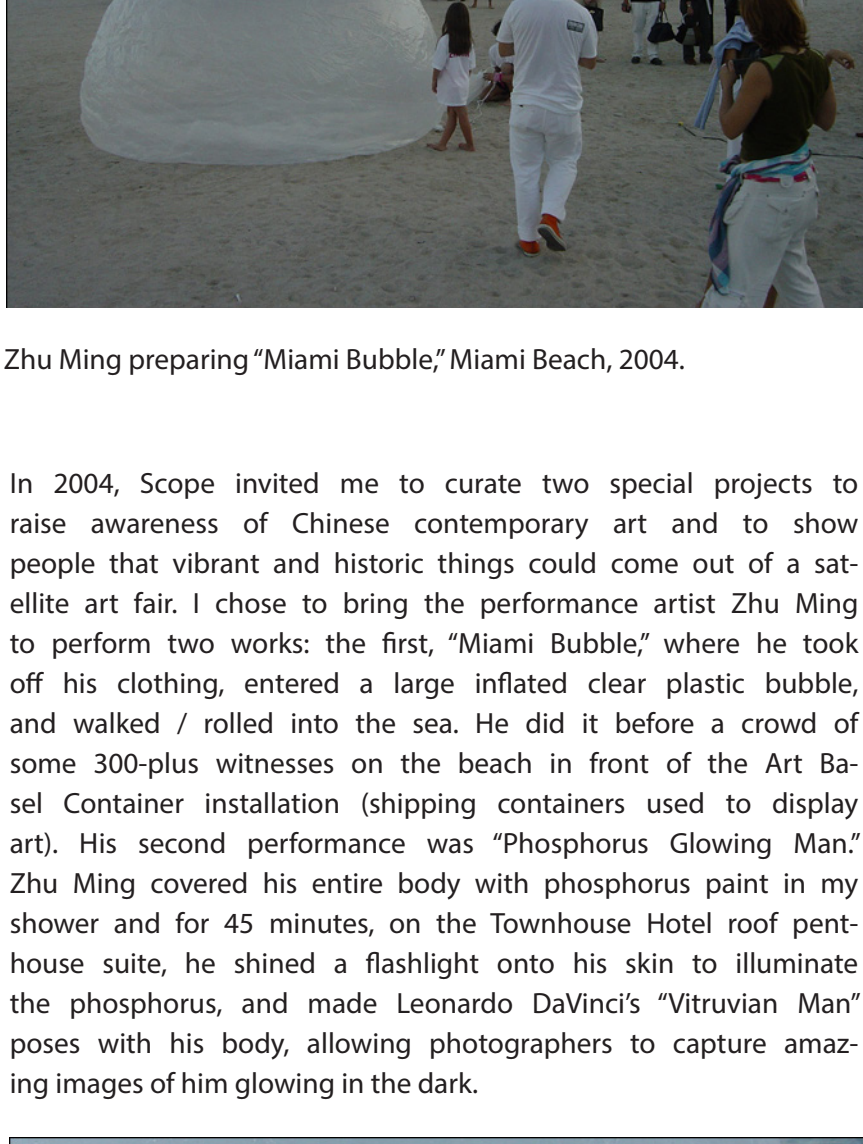 Zhu Ming preparing “Miami Bubble,” Miami Beach, 2004.
In 2004, Scope invited me to curate two special projects to
raise awareness of Chinese contemporary art and to show
people that vibrant and historic things could come out of a sat-
ellite art fair. I chose to bring the performance artist Zhu Ming
to perform two works: the first, “Miami Bubble,” where he took
off his clothing, entered a large inflated clear plastic bubble,
and walked / rolled into the sea. He did it before a crowd of
some 300-plus witnesses on the beach in front of the Art Ba-
sel Container installation (shipping containers used to display
art). His second performance was “Phosphorus Glowing Man.”
Zhu Ming covered his entire body with phosphorus paint in my
shower and for 45 minutes, on the Townhouse Hotel roof pent-
house suite, he shined a flashlight onto his skin to illuminate
the phosphorus, and made Leonardo DaVinci’s “Vitruvian Man”
poses with his body, allowing photographers to capture amaz-
ing images of him glowing in the dark.